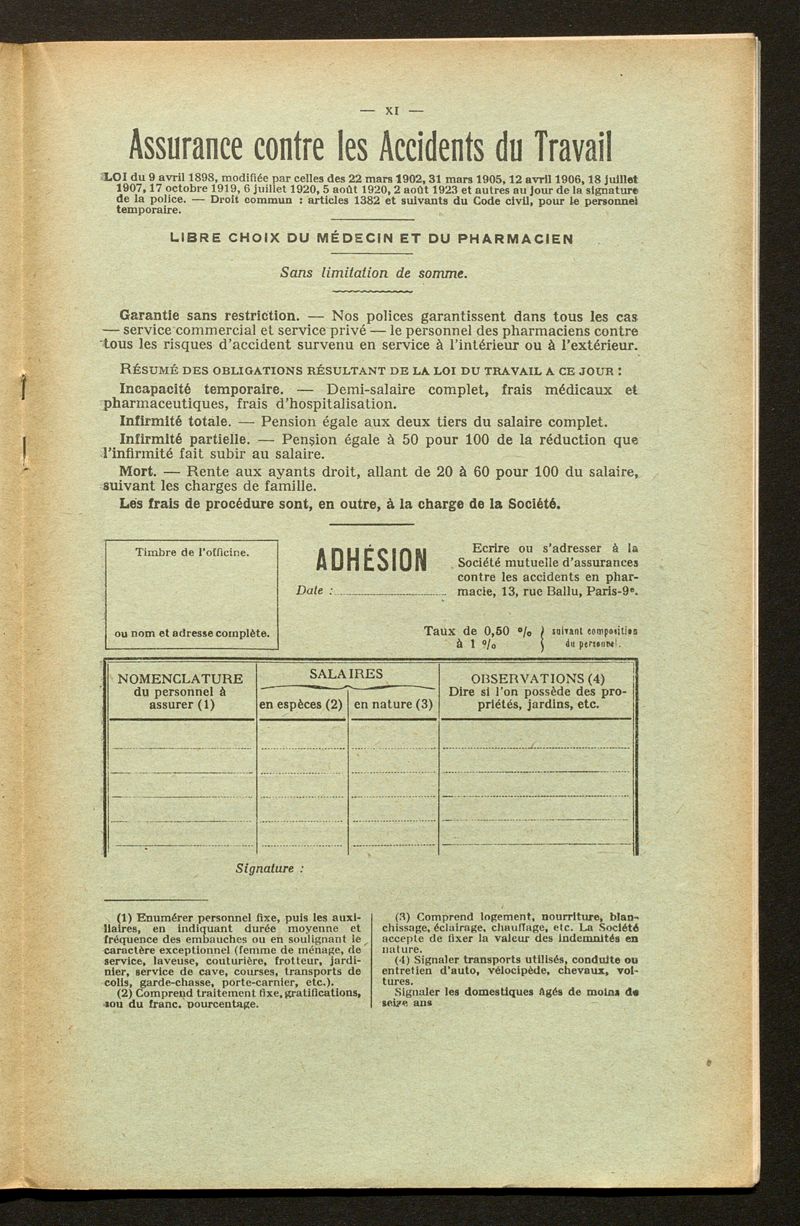 — XI —
Assurance contre les Accidents du Travail
LOI du 9 avril 1898, modifiée par celles des 22 mars 1902, 31 mars 1905, 12 avril 1906, 18 juillet
1907, 17 octobre 1919, 6 juillet 1920, 5 août 1920, 2 août 1923 et autres au jour de la signature
de la police. — Droit commun : articles 1382 et suivants du Code civil, pour le personnel
temporaire.
LIBRE CHOIX DU MÉDECIN ET DU PHARMACIEN
Sans limitation de somme.
Garantie sans restriction. — Nos polices garantissent dans tous les cas
— service commercial et service privé — le personnel des pharmaciens contre
tous les risques d'accident survenu en service à l'intérieur ou à l'extérieur.
RÉSUMÉ DES OBLIGATIONS RÉSULTANT DE LA LOI DU TRAVAIL A CE JOUR :
Incapacité temporaire. — Demi-salaire complet, frais médicaux et
pharmaceutiques, frais d'hospitalisation.
Infirmité totale. — Pension égale aux deux tiers du salaire complet.
Infirmité partielle. — Pension égale à 50 pour 100 de la réduction que
l'infirmité fait subir au salaire.
Mort. — Rente aux ayants droit, allant de 20 à 60 pour 100 du salaire,
suivant les charges de famille.
Les frais de procédure sont, en outre, à la charge de la Société.
Timbre de l'officine.
ou nom et adresse complète.
ADHÉSION
Date :
Ecrire ou s'adresser à la
Société mutuelle d'assurances
contre les accidents en phar-
macie, 13, rue Ballu, Paris-9e.
Taux de 0,50 % } suivant composition
à 1 % } du personnel.
NOMENCLATURE
du personnel à
assurer (1)
SALAIRES
en espèces (2)
en nature (3)
OBSERVATIONS (4)
Dire si l'on possède des pro-
priétés, jardins, etc.
Signature :
(1) Enumérer personnel fixe, puis les auxi-
liaires, en indiquant durée moyenne et
fréquence des embauches ou en soulignant le
caractère exceptionnel (femme de ménage, de
service, laveuse, couturière, frotteur, jardi-
nier, service de cave, courses, transports de
colis, garde-chasse, porte-carnier, etc.).
(2) Comprend traitement fixe, gratifications,
sou du franc, pourcentage.
(3) Comprend logement, nourriture, blan-
chissage, éclairage, chauffage, etc. La Société
accepte de fixer la valeur des indemnités en
nature.
(4) Signaler transports utilisés, conduite ou
entretien d'auto, vélocipède, chevaux, voi-
tures.
Signaler les domestiques âgés de moins de
seize ans